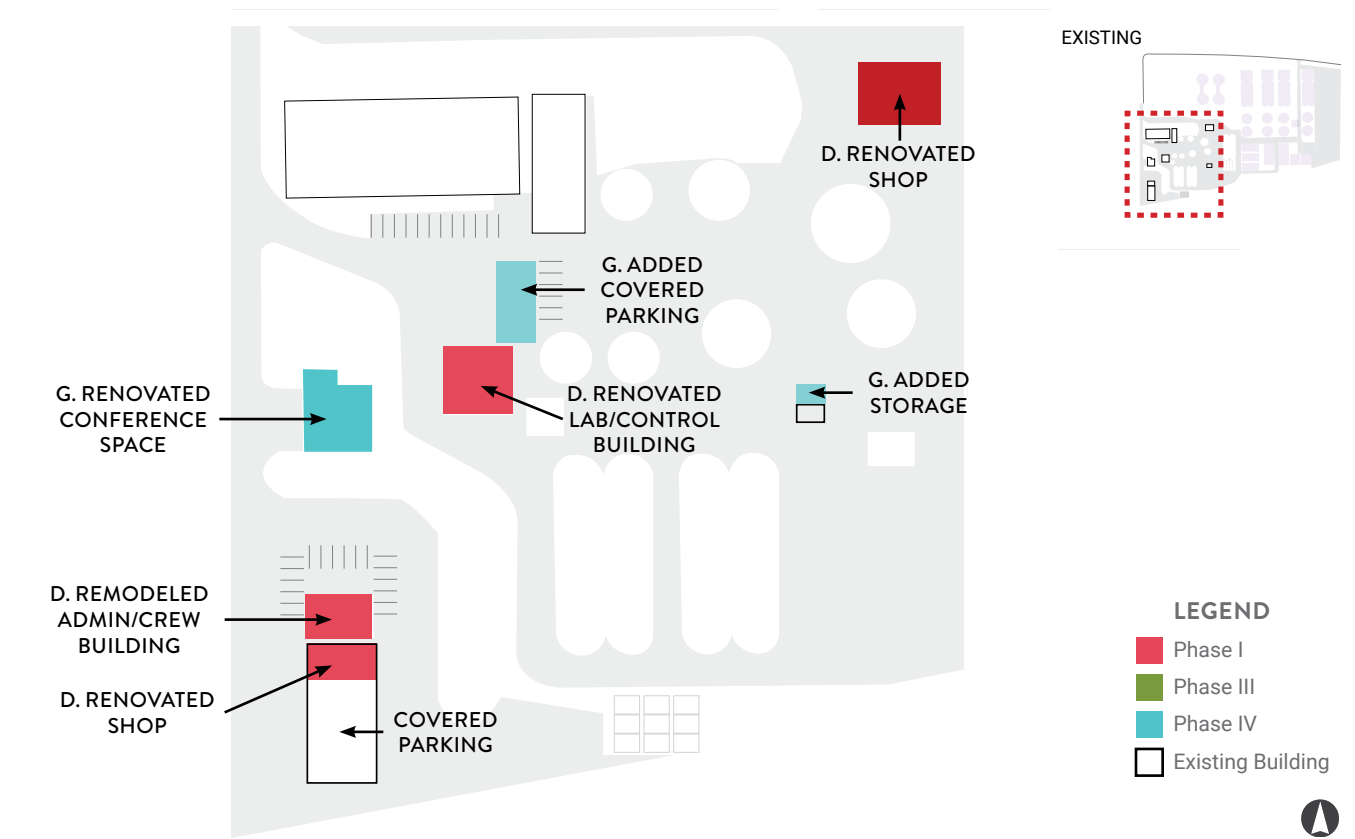 EXISTING
D. RENOVATED
SHOP
G. ADDED
COVERED
PARKING
G. RENOVATED
CONFERENCE
SPACE
D. RENOVATED
LAB/CONTROL
BUILDING
G. ADDED
STORAGE
D. REMODELED
ADMIN/CREW
BUILDING
D. RENOVATED
SHOP
COVERED
PARKING
LEGEND
Phase I
Phase III
Phase IV
Existing Building